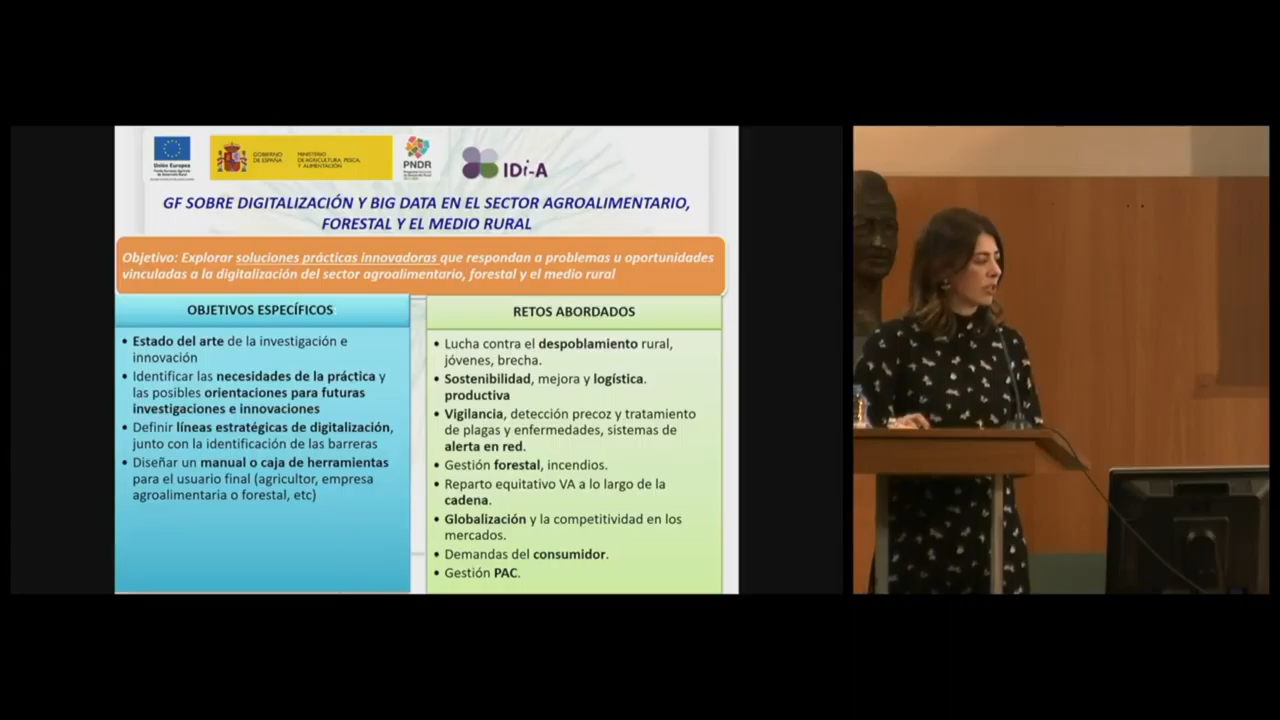 Unión Europea
Fondo Europeo Agrícola
de Desarrollo Rural
GOBIERNO
DE ESPAÑA
MINISTERIO
DE AGRICULTURA, PESCA,
Y ALIMENTACIÓN
PNDR
IDi-A
GF SOBRE DIGITALIZACIÓN Y BIG DATA EN EL SECTOR AGROALIMENTARIO,
FORESTAL Y EL MEDIO RURAL
Objetivo: Explorar soluciones prácticas innovadoras que respondan a problemas u oportunidades
vinculadas a la digitalización del sector agroalimentario, forestal y el medio rural
OBJETIVOS ESPECÍFICOS
• Estado del arte de la investigación e
innovación
• Identificar las necesidades de la práctica y
las posibles orientaciones para futuras
investigaciones e innovaciones
• Definir líneas estratégicas de digitalización,
junto con la identificación de las barreras
• Diseñar un manual o caja de herramientas
para el usuario final (agricultor, empresa
agroalimentaria o forestal, etc)
RETOS ABORDADOS
• Lucha contra el despoblamiento rural,
jóvenes, brecha.
• Sostenibilidad, mejora y logística.
productiva
• Vigilancia, detección precoz y tratamiento
de plagas y enfermedades, sistemas de
alerta en red.
• Gestión forestal, incendios.
• Reparto equitativo VA a lo largo de la
cadena.
• Globalización y la competitividad en los
mercados.
• Demandas del consumidor.
• Gestión PAC.